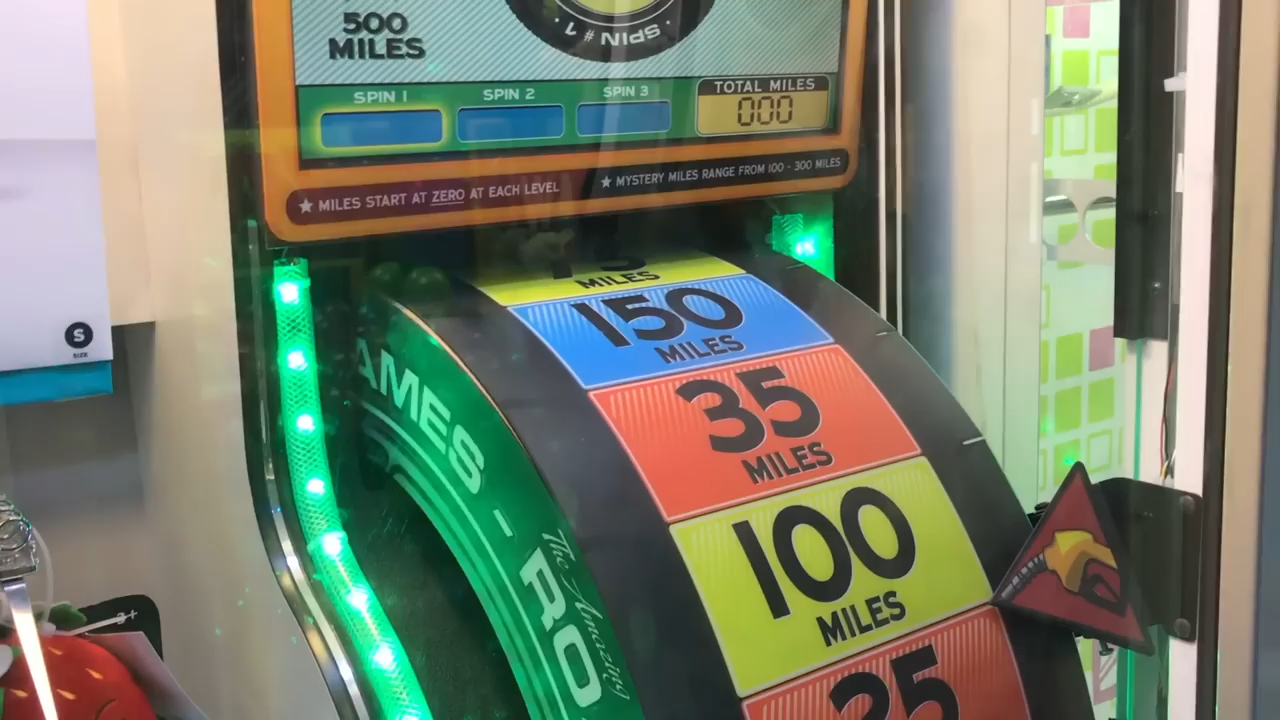 500
MILES
SPIN # 1
SPIN 1
SPIN 2
SPIN 3
TOTAL MILES
000
★ MILES START AT ZERO AT EACH LEVEL
★ MYSTERY MILES RANGE FROM 100 - 300 MILES
MILES
150
MILES
35
MILES
100
MILES
AMES - RO
The Amazing
S
SIZE
3+